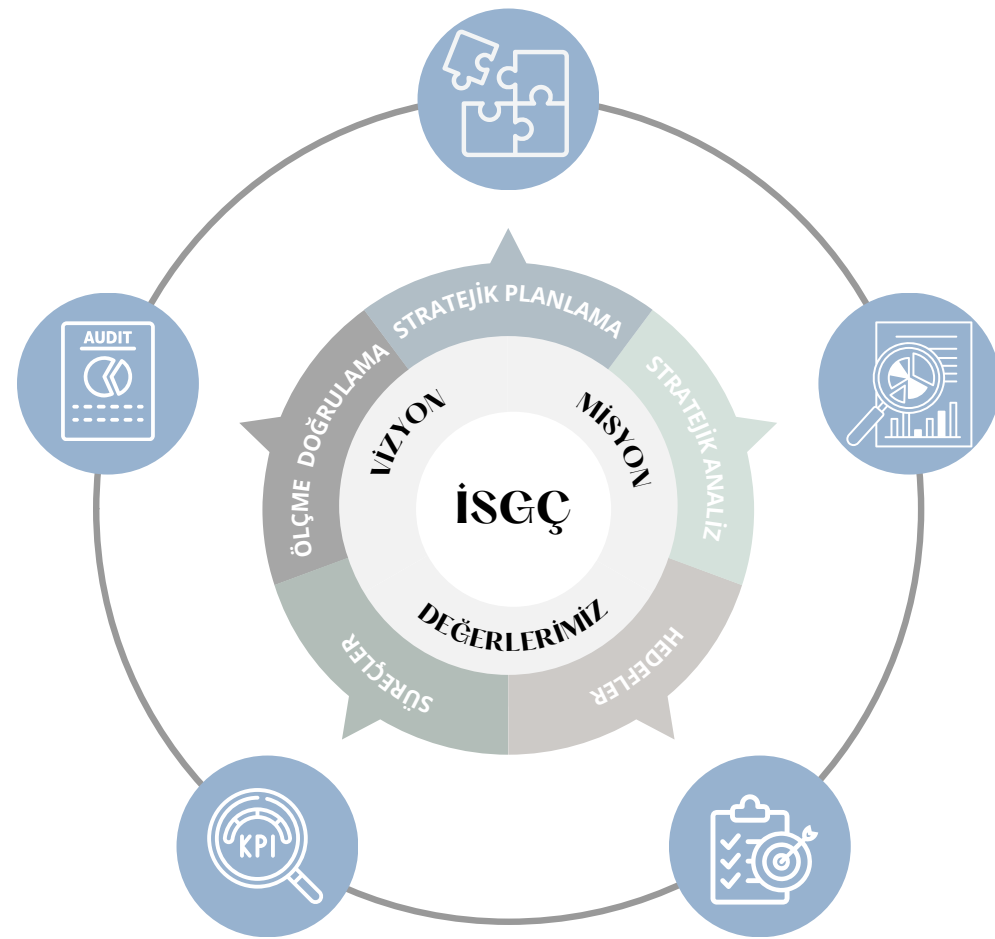 STRATEJİK PLANLAMA
STRATEJİK ANALİZ
HEDEFLER
SÜREÇLER
ÖLÇME DOĞRULAMA
VİZYON
MİSYON
DEĞERLERİMİZ
İSGÇ
AUDIT
KPI